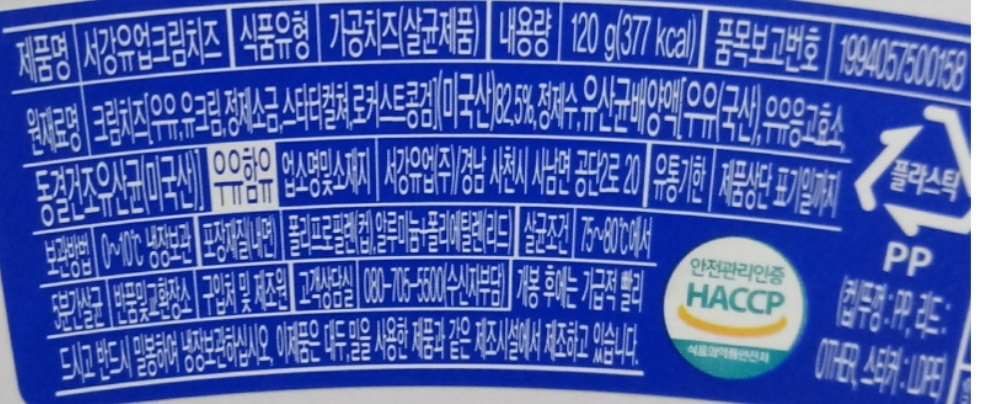 제품명 서강유업크림치즈 식품유형 가공치즈(살균제품) 내용량 120 g(377 kcal) 품목보고번호 1994057500158
원재료명 크림치즈[우유,유크림,정제소금,스타터컬쳐,로커스트콩검](미국산)82.5%,정제수,유산균배양액[우유(국산),우유응고효소,
동결건조유산균(미국산)] 우유함유 업소명및소재지 서강유업(주)/경남 사천시 사남면 공단2로 20 유통기한 제품상단 표기일까지
보관방법 0~10℃ 냉장보관 포장재질(내면) 폴리프로필렌(컵),알루미늄+폴리에틸렌(리드) 살균조건 75~80℃에서
5분간살균 반품및교환장소 구입처 및 제조원 고객상담실 080-705-5500(수신자부담) 개봉 후에는 가급적 빨리
드시고 반드시 밀봉하여 냉장보관하십시오. 이제품은 대두,밀을 사용한 제품과 같은 제조시설에서 제조하고 있습니다.
안전관리인증
HACCP
식품의약품안전처
플라스틱
PP
(컵/뚜껑 : PP, 리드 :
OTHER, 스티커 : LDPE)